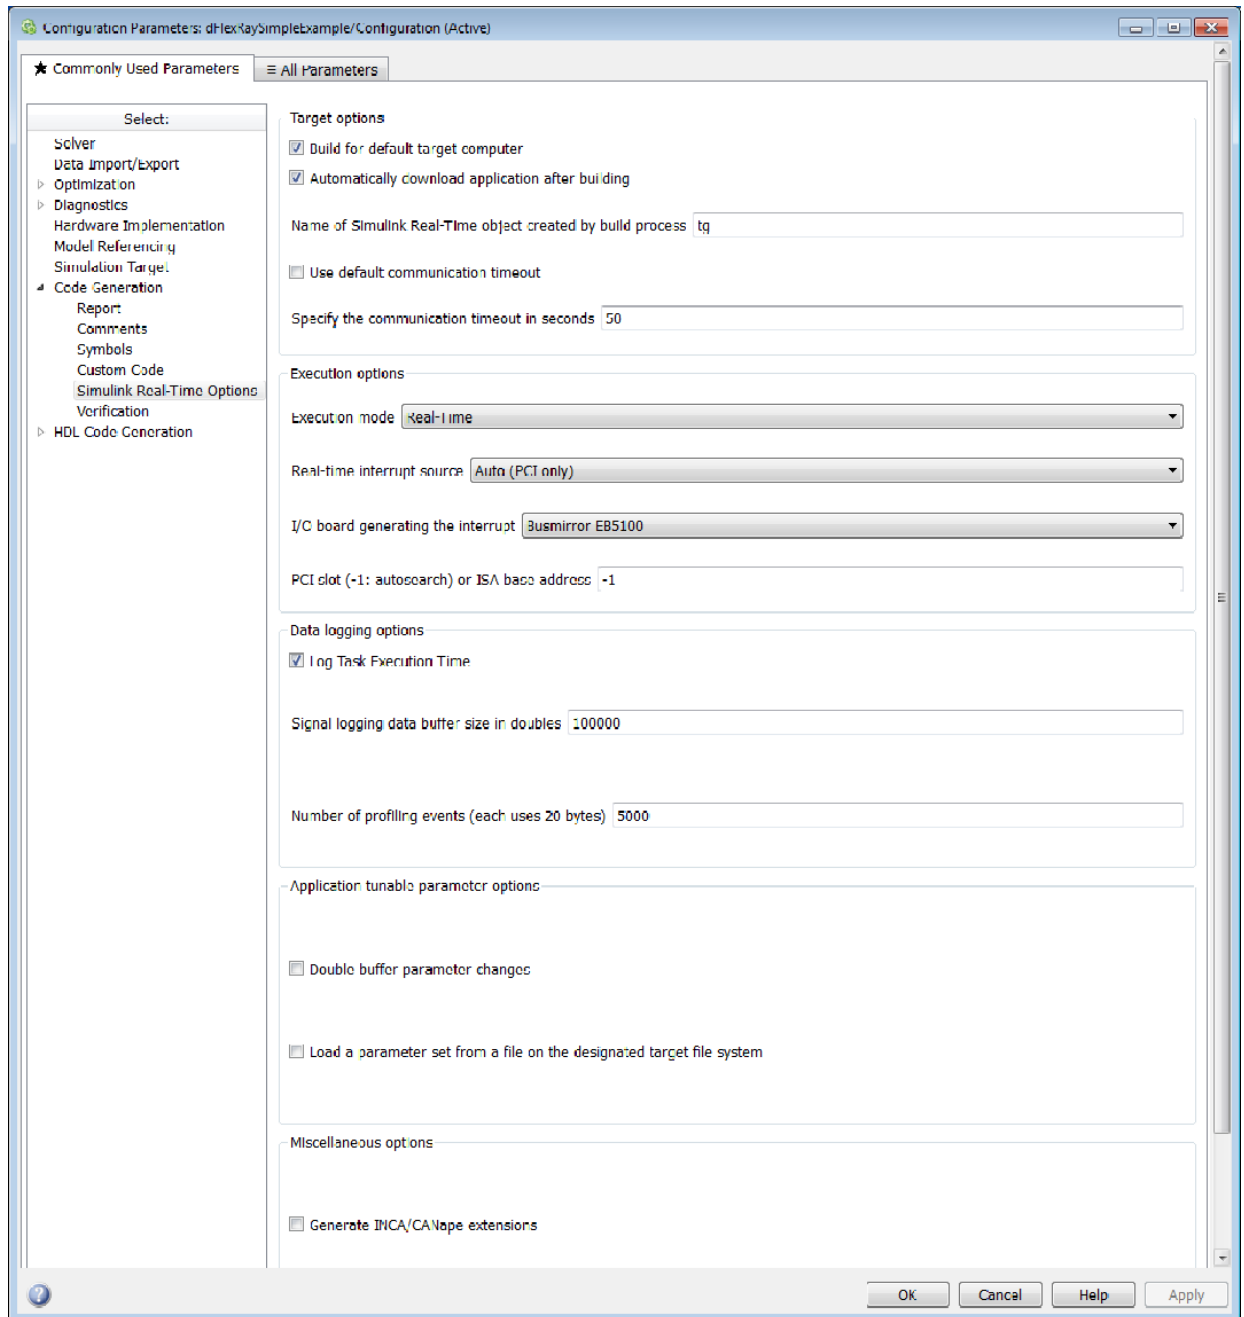 Configuration Parameters: dFlexRaySimpleExample/Configuration (Active)
★ Commonly Used Parameters
≡ All Parameters
Select:
Solver
Data Import/Export
Optimization
Diagnostics
Hardware Implementation
Model Referencing
Simulation Target
Code Generation
Report
Comments
Symbols
Custom Code
Simulink Real-Time Options
Verification
HDL Code Generation
Target options
Build for default target computer
Automatically download application after building
Name of Simulink Real-Time object created by build process tg
Use default communication timeout
Specify the communication timeout in seconds 50
Execution options
Execution mode Real-Time
Real-time interrupt source Auto (PCI only)
I/O board generating the interrupt Busmirror EB5100
PCI slot (-1: autosearch) or ISA base address -1
Data logging options
Log Task Execution Time
Signal logging data buffer size in doubles 100000
Number of profiling events (each uses 20 bytes) 5000
Application tunable parameter options
Double buffer parameter changes
Load a parameter set from a file on the designated target file system
Miscellaneous options
Generate INCA/CANape extensions
? OK Cancel Help Apply